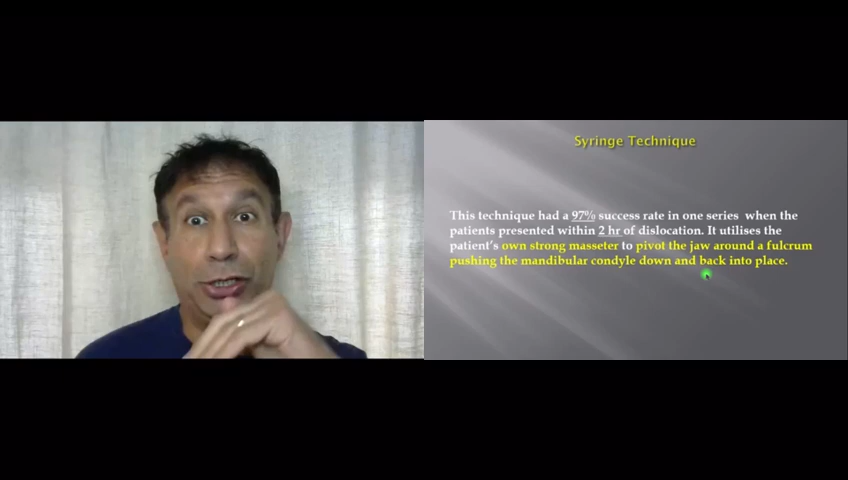 Syringe Technique
This technique had a 97% success rate in one series when the
patients presented within 2 hr of dislocation. It utilises the
patient's own strong masseter to pivot the jaw around a fulcrum
pushing the mandibular condyle down and back into place.